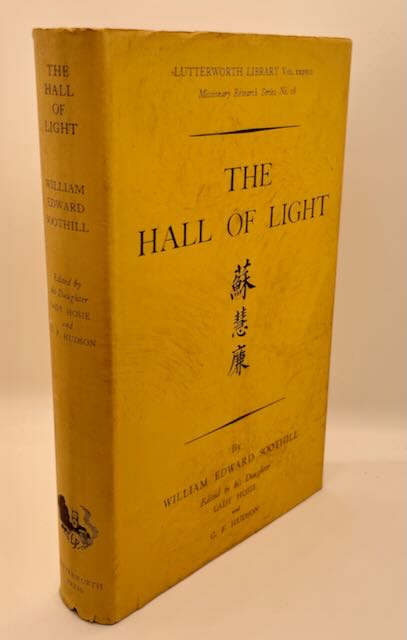 THE
HALL
OF
LIGHT
WILLIAM
EDWARD
SOOTHILL
Edited by
his Daughter
LADY HOSIE
and
G. F. HUDSON
LUTTERWORTH
PRESS
LUTTERWORTH LIBRARY VOL.
Missionary Research Series No. 18
THE
HALL OF LIGHT
蘇
慧
廉
By
WILLIAM EDWARD SOOTHILL
Edited by his Daughter
LADY HOSIE
and
G. F. HUDSON